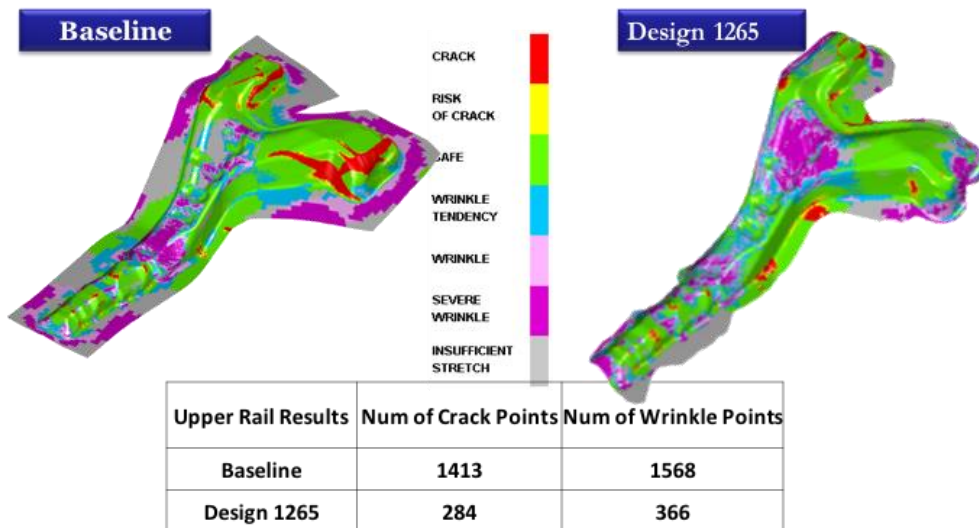 Baseline
Design 1265
CRACK
RISK
OF CRACK
SAFE
WRINKLE
TENDENCY
WRINKLE
SEVERE
WRINKLE
INSUFFICIENT
STRETCH
Upper Rail Results Num of Crack Points Num of Wrinkle Points
Baseline 1413 1568
Design 1265 284 366